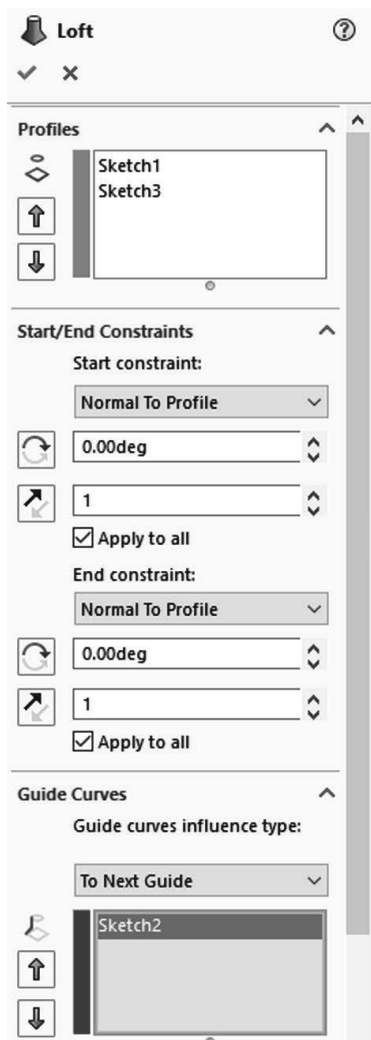 Loft
Profiles
Sketch1
Sketch3
Start/End Constraints
Start constraint:
Normal To Profile
0.00deg
1
Apply to all
End constraint:
Normal To Profile
0.00deg
1
Apply to all
Guide Curves
Guide curves influence type:
To Next Guide
Sketch2